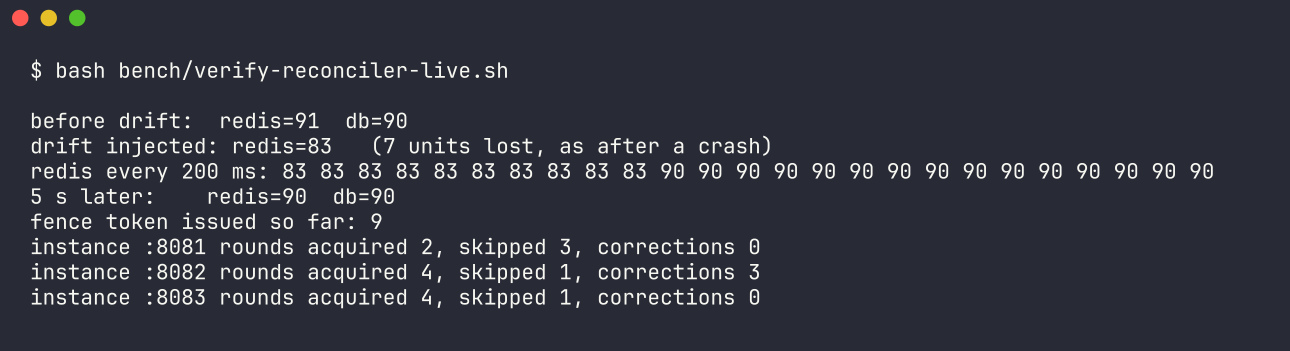 $ bash bench/verify-reconciler-live.sh
before drift:  redis=91  db=90
drift injected: redis=83   (7 units lost, as after a crash)
redis every 200 ms: 83 83 83 83 83 83 83 83 83 83 90 90 90 90 90 90 90 90 90 90 90 90 90 90 90
5 s later:    redis=90  db=90
fence token issued so far: 9
instance :8081 rounds acquired 2, skipped 3, corrections 0
instance :8082 rounds acquired 4, skipped 1, corrections 3
instance :8083 rounds acquired 4, skipped 1, corrections 0